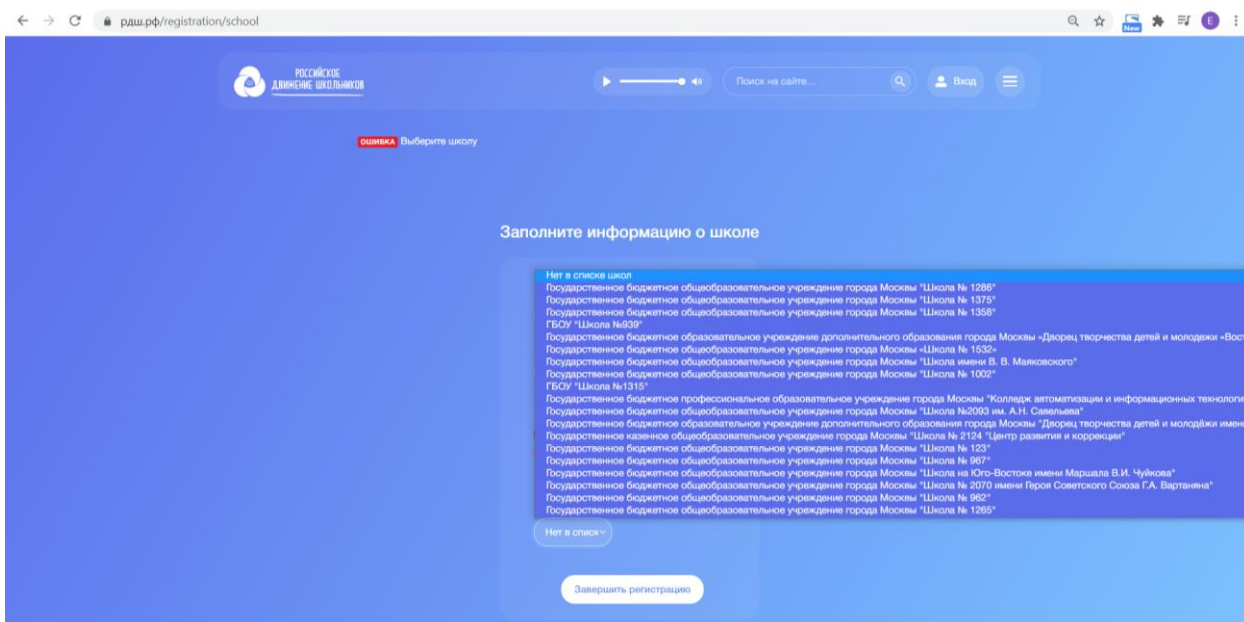 рдш.рф/registration/school
New
E
РОССИЙСКОЕ
ДВИЖЕНИЕ ШКОЛЬНИКОВ
Поиск на сайте...
Вход
ОШИБКА Выберите школу
Заполните информацию о школе
Нет в списке школ
Государственное бюджетное общеобразовательное учреждение города Москвы "Школа № 1286"
Государственное бюджетное общеобразовательное учреждение города Москвы "Школа № 1375"
Государственное бюджетное общеобразовательное учреждение города Москвы "Школа № 1358"
ГБОУ "Школа №939"
Государственное бюджетное образовательное учреждение дополнительного образования города Москвы «Дворец творчества детей и молодежи «Вост
Государственное бюджетное общеобразовательное учреждение города Москвы «Школа № 1532»
Государственное бюджетное общеобразовательное учреждение города Москвы "Школа имени В. В. Маяковского"
Государственное бюджетное общеобразовательное учреждение города Москвы "Школа № 1002"
ГБОУ "Школа №1315"
Государственное бюджетное профессиональное образовательное учреждение города Москвы "Колледж автоматизации и информационных технологи
Государственное бюджетное общеобразовательное учреждение города Москвы "Школа №2093 им. А.Н. Савельева"
Государственное бюджетное образовательное учреждение дополнительного образования города Москвы "Дворец творчества детей и молодёжи имен
Государственное казенное общеобразовательное учреждение города Москвы "Школа № 2124 "Центр развития и коррекции"
Государственное бюджетное общеобразовательное учреждение города Москвы "Школа № 123"
Государственное бюджетное общеобразовательное учреждение города Москвы "Школа № 967"
Государственное бюджетное общеобразовательное учреждение города Москвы "Школа на Юго-Востоке имени Маршала В.И. Чуйкова"
Государственное бюджетное общеобразовательное учреждение города Москвы "Школа № 2070 имени Героя Советского Союза Г.А. Вартаняна"
Государственное бюджетное общеобразовательное учреждение города Москвы "Школа № 962"
Государственное бюджетное общеобразовательное учреждение города Москвы "Школа № 1265"
Нет в списк
Завершить регистрацию